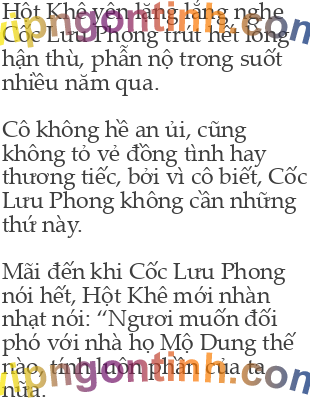 Hột Khê yên lặng lắng nghe
Cốc Lưu Phong trút hết lòng
hận thù, phẫn nộ trong suốt
nhiều năm qua.
Cô không hề an ủi, cũng
không tỏ vẻ đồng tình hay
thương tiếc, bởi vì cô biết, Cốc
Lưu Phong không cần những
thứ này.
Mãi đến khi Cốc Lưu Phong
nói hết, Hột Khê mới nhàn
nhạt nói: “Ngươi muốn đối
phó với nhà họ Mộ Dung thế
nào, tính luôn phần của ta
nữa.
vipngontinh.com
vipngontinh.com